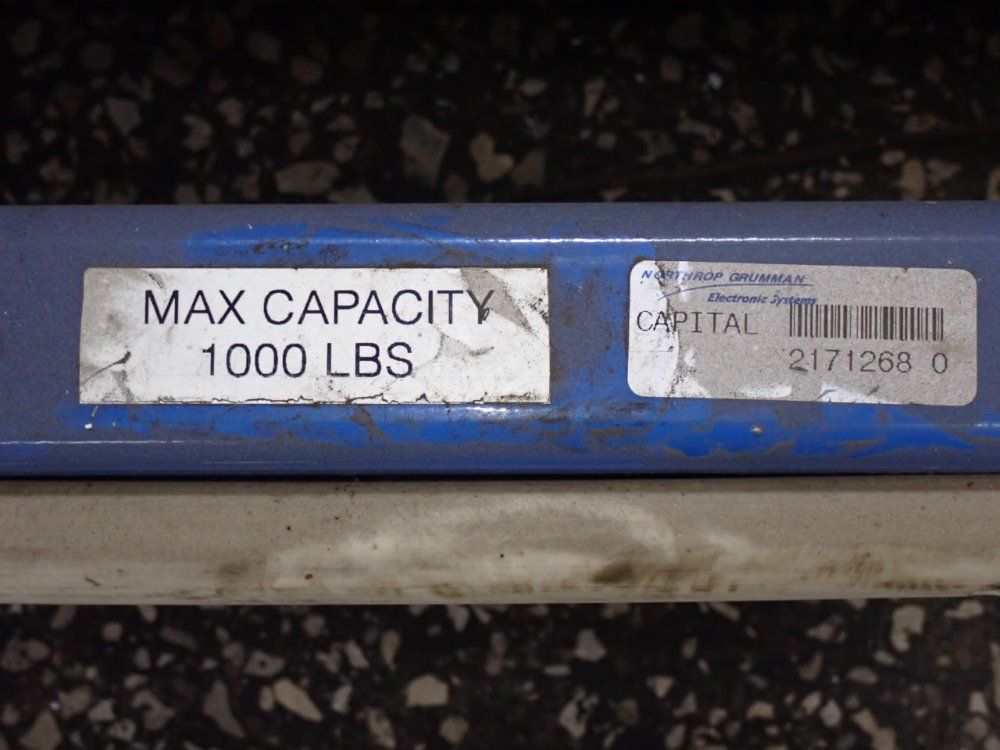 MAX CAPACITY
1000 LBS
NORTHROP GRUMMAN
Electronic Systems
CAPITAL
2171268 0